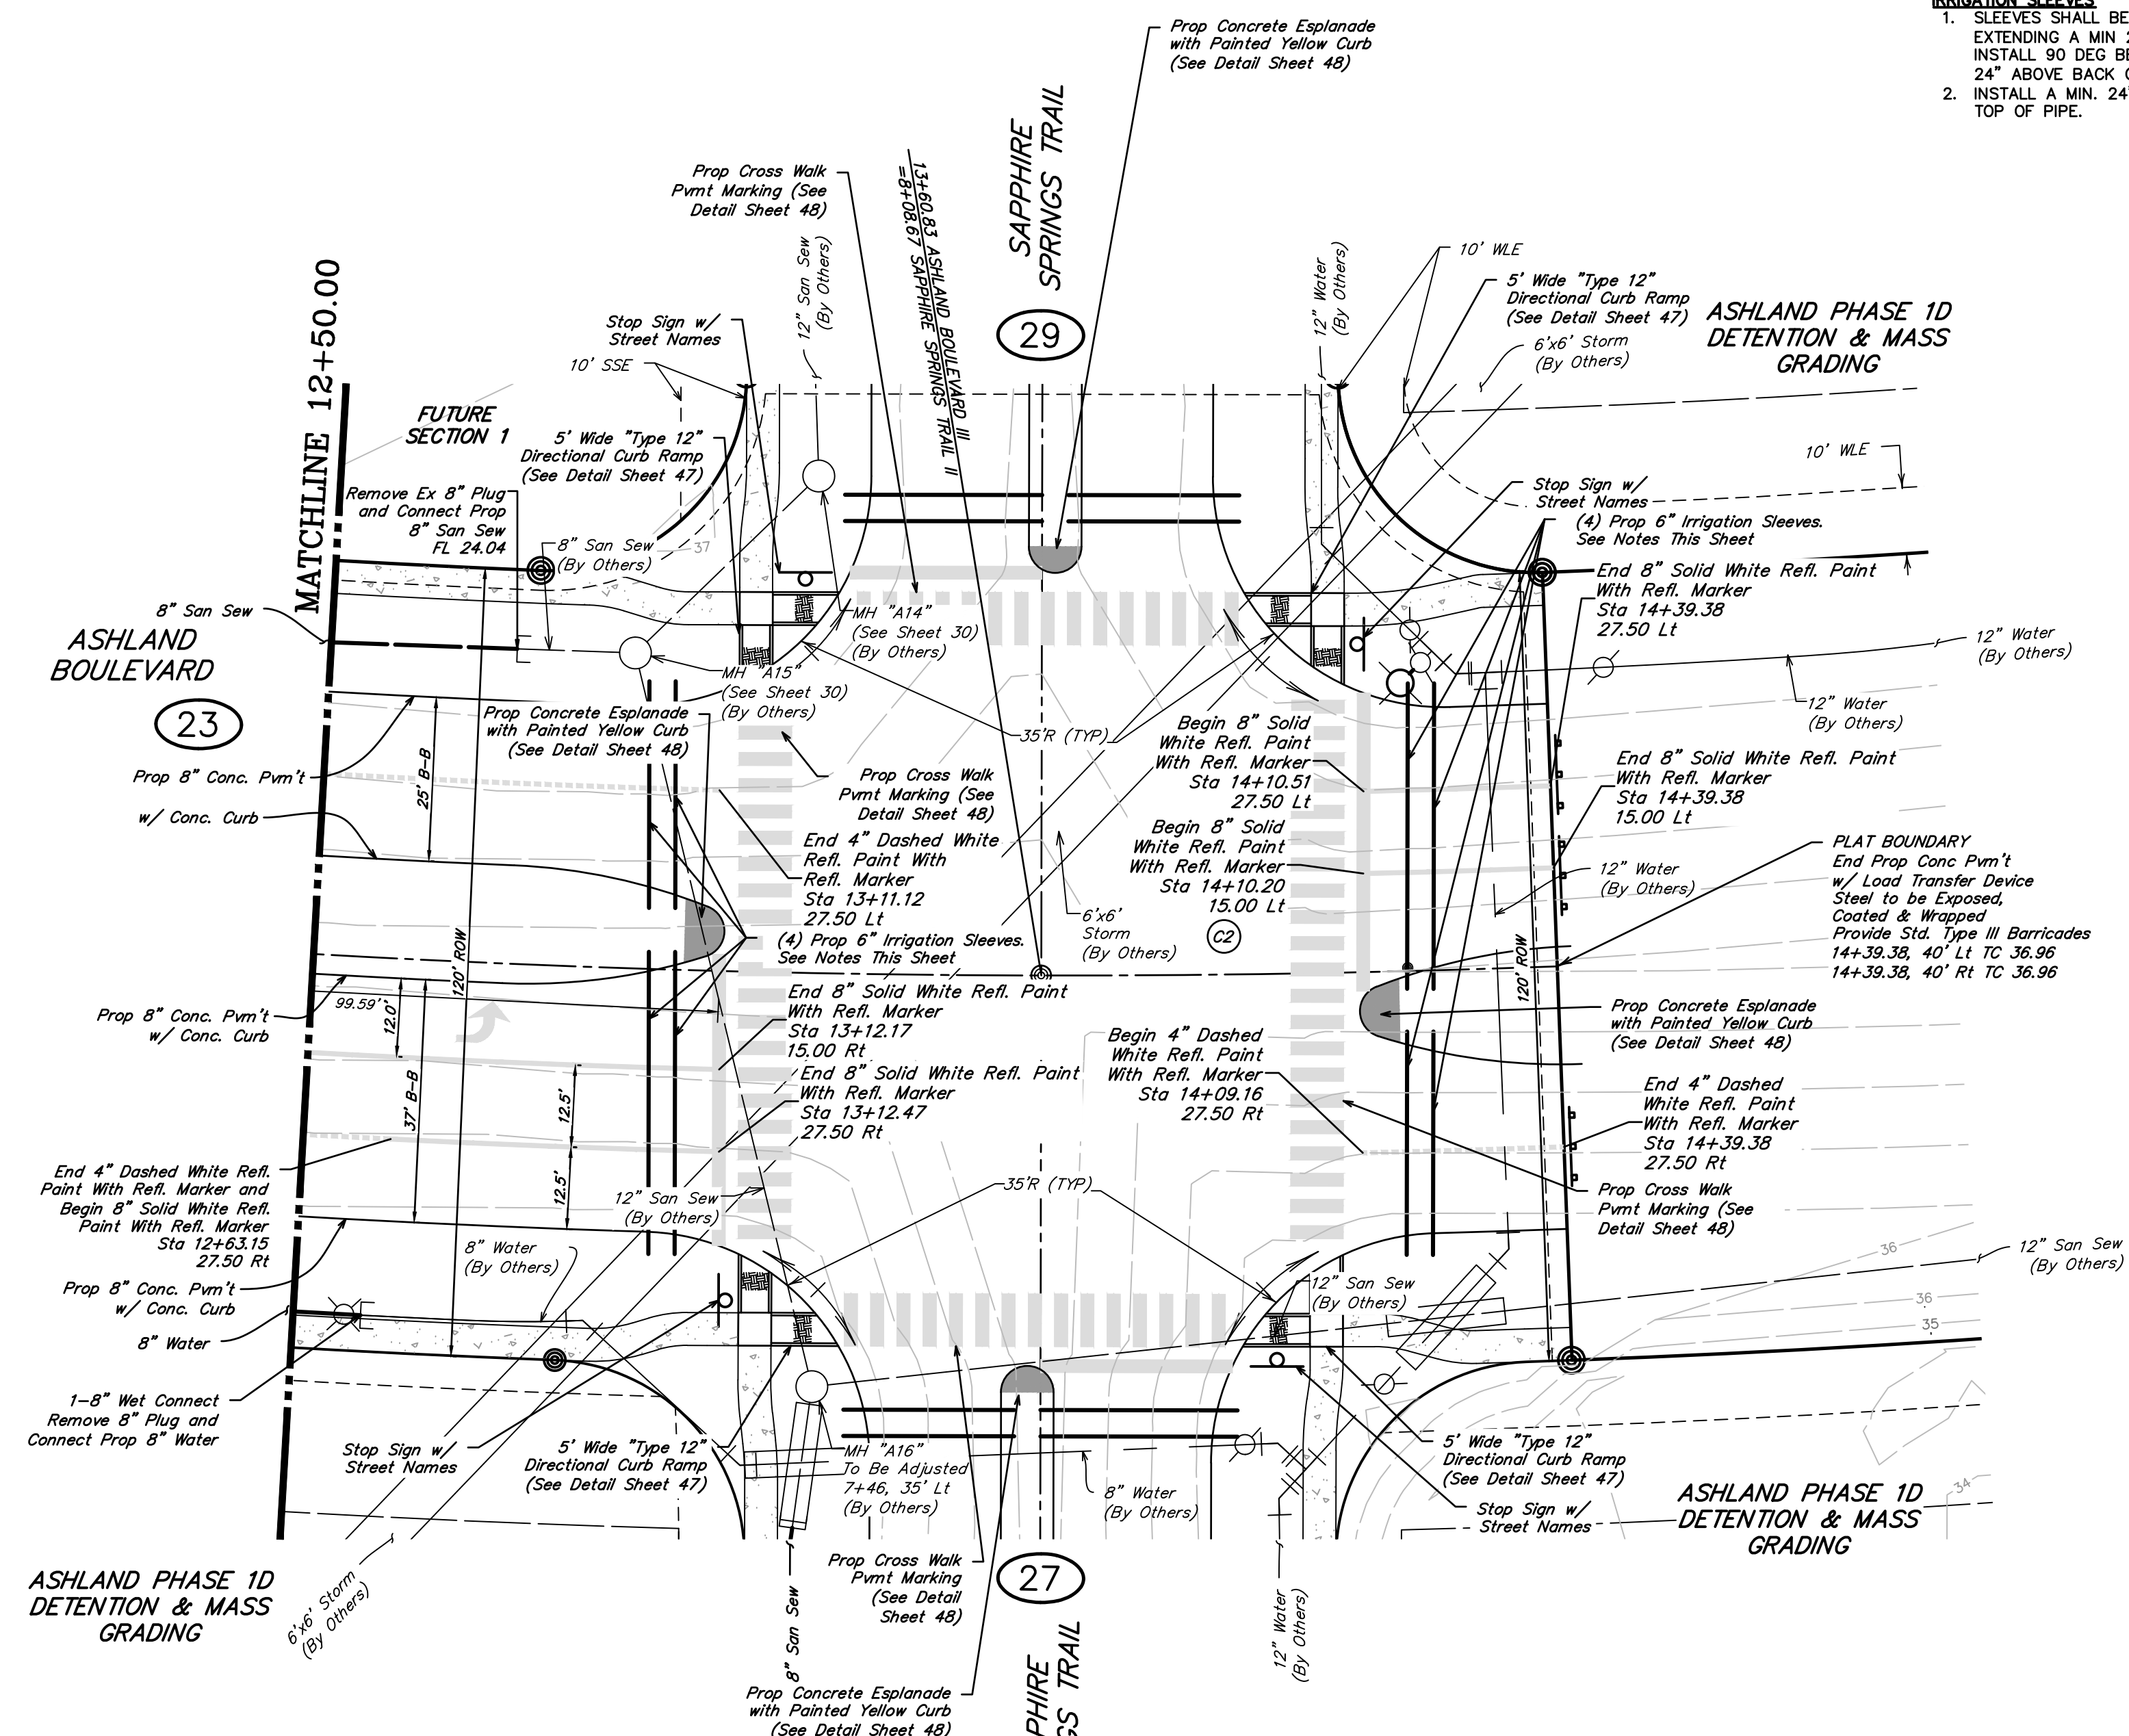 IRRIGATION SLEEVES
1. SLEEVES SHALL BE
EXTENDING A MIN
INSTALL 90 DEG
24" ABOVE BACK
2. INSTALL A MIN. 24"
TOP OF PIPE.
Prop Concrete Esplanade
with Painted Yellow Curb
(See Detail Sheet 48)
SAPPHIRE
SPRINGS TRAIL
29
Prop Cross Walk
Pvmt Marking (See
Detail Sheet 48)
13+60.83 ASHLAND BOULEVARD III
=8+08.67 SAPPHIRE SPRINGS TRAIL II
12" San Sew
(By Others)
12" Water
(By Others)
10' WLE
5' Wide "Type 12"
Directional Curb Ramp
(See Detail Sheet 47)
6'x6' Storm
(By Others)
ASHLAND PHASE 1D
DETENTION & MASS
GRADING
MATCHLINE 12+50.00
Stop Sign w/
Street Names
10' SSE
FUTURE
SECTION 1
5' Wide "Type 12"
Directional Curb Ramp
(See Detail Sheet 47)
Remove Ex 8" Plug
and Connect Prop
8" San Sew
FL 24.04
8" San Sew
(By Others)
37
10' WLE
Stop Sign w/
Street Names
(4) Prop 6" Irrigation Sleeves.
See Notes This Sheet
End 8" Solid White Refl. Paint
With Refl. Marker
Sta 14+39.38
27.50 Lt
8" San Sew
ASHLAND
BOULEVARD
23
MH "A14"
(See Sheet 30)
(By Others)
MH "A15"
(See Sheet 30)
(By Others)
12" Water
(By Others)
12" Water
(By Others)
Prop Concrete Esplanade
with Painted Yellow Curb
(See Detail Sheet 48)
35'R (TYP)
Begin 8" Solid
White Refl. Paint
With Refl. Marker
Sta 14+10.51
27.50 Lt
End 8" Solid White Refl. Paint
With Refl. Marker
Sta 14+39.38
15.00 Lt
Prop 8" Conc. Pvm't
w/ Conc. Curb
25' B-B
Prop Cross Walk
Pvmt Marking (See
Detail Sheet 48)
End 4" Dashed White
Refl. Paint With
Refl. Marker
Sta 13+11.12
27.50 Lt
Begin 8" Solid
White Refl. Paint
With Refl. Marker
Sta 14+10.20
15.00 Lt
C2
12" Water
(By Others)
PLAT BOUNDARY
End Prop Conc Pvm't
w/ Load Transfer Device
Steel to be Exposed,
Coated & Wrapped
Provide Std. Type III Barricades
14+39.38, 40' Lt TC 36.96
14+39.38, 40' Rt TC 36.96
6'x6'
Storm
(By Others)
(4) Prop 6" Irrigation Sleeves.
See Notes This Sheet
120' ROW
120' ROW
99.59'
12.0'
Prop 8" Conc. Pvm't
w/ Conc. Curb
End 8" Solid White Refl. Paint
With Refl. Marker
Sta 13+12.17
15.00 Rt
Prop Concrete Esplanade
with Painted Yellow Curb
(See Detail Sheet 48)
Begin 4" Dashed
White Refl. Paint
With Refl. Marker
Sta 14+09.16
27.50 Rt
End 8" Solid White Refl. Paint
With Refl. Marker
Sta 13+12.47
27.50 Rt
37' B-B
12.5'
12.5'
End 4" Dashed
White Refl. Paint
With Refl. Marker
Sta 14+39.38
27.50 Rt
End 4" Dashed White Refl.
Paint With Refl. Marker and
Begin 8" Solid White Refl.
Paint With Refl. Marker
Sta 12+63.15
27.50 Rt
12" San Sew
(By Others)
35'R (TYP)
Prop Cross Walk
Pvmt Marking (See
Detail Sheet 48)
8" Water
(By Others)
36
12" San Sew
(By Others)
Prop 8" Conc. Pvm't
w/ Conc. Curb
12" San Sew
(By Others)
36
35
8" Water
1-8" Wet Connect
Remove 8" Plug and
Connect Prop 8" Water
Stop Sign w/
Street Names
5' Wide "Type 12"
Directional Curb Ramp
(See Detail Sheet 47)
MH "A16"
To Be Adjusted
7+46, 35' Lt
(By Others)
8" Water
(By Others)
5' Wide "Type 12"
Directional Curb Ramp
(See Detail Sheet 47)
Stop Sign w/
Street Names
34
ASHLAND PHASE 1D
DETENTION & MASS
GRADING
ASHLAND PHASE 1D
DETENTION & MASS
GRADING
6'x6' Storm
(By Others)
8" San Sew
Prop Cross Walk
Pvmt Marking
(See Detail
Sheet 48)
27
12" Water
(By Others)
Prop Concrete Esplanade
with Painted Yellow Curb
(See Detail Sheet 48)
PHIRE
GS TRAIL